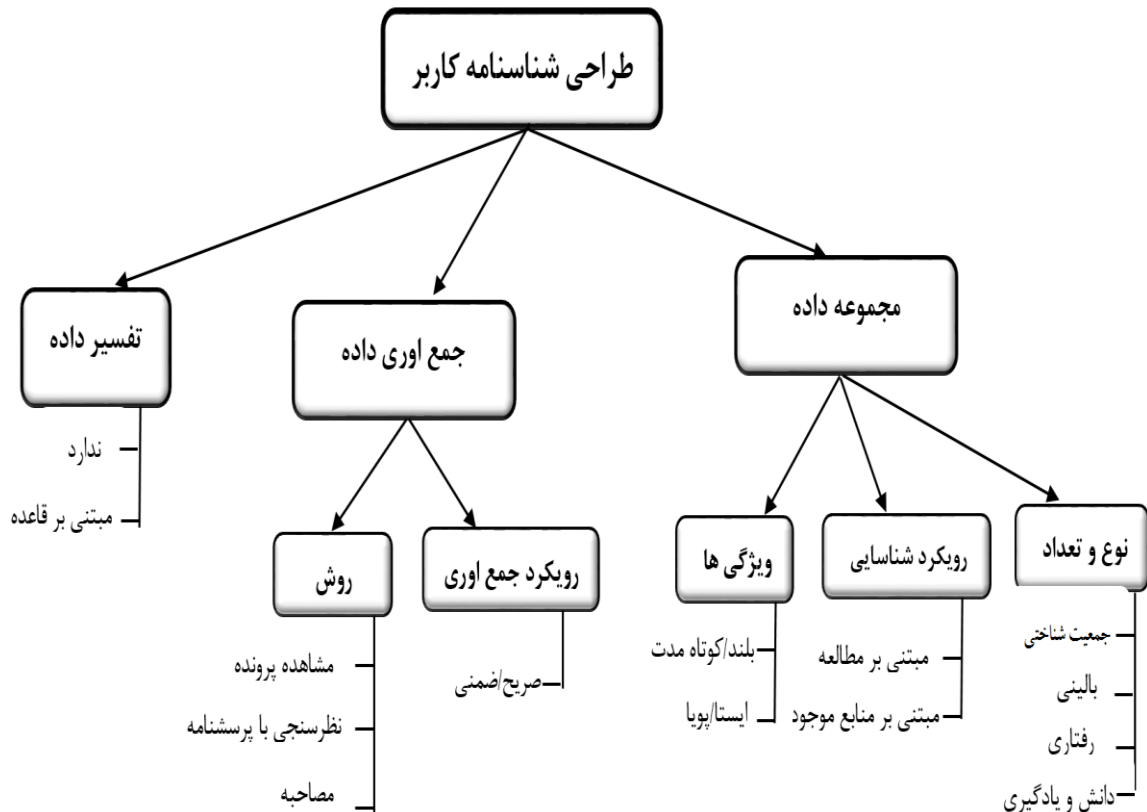 طراحی شناسنامه کاربر
مجموعه داده
جمع اوری داده
تفسیر داده
نوع و تعداد
جمعیت شناختی
بالینی
رفتاری
دانش و یادگیری
رویکرد شناسایی
مبتنی بر مطالعه
مبتنی بر منابع موجود
ویژگی ها
بلند/کوتاه مدت
ایستا/پویا
رویکرد جمع اوری
صریح/ضمنی
روش
مشاهده پرونده
نظرسنجی با پرسشنامه
مصاحبه
ندارد
مبتنی بر قاعده